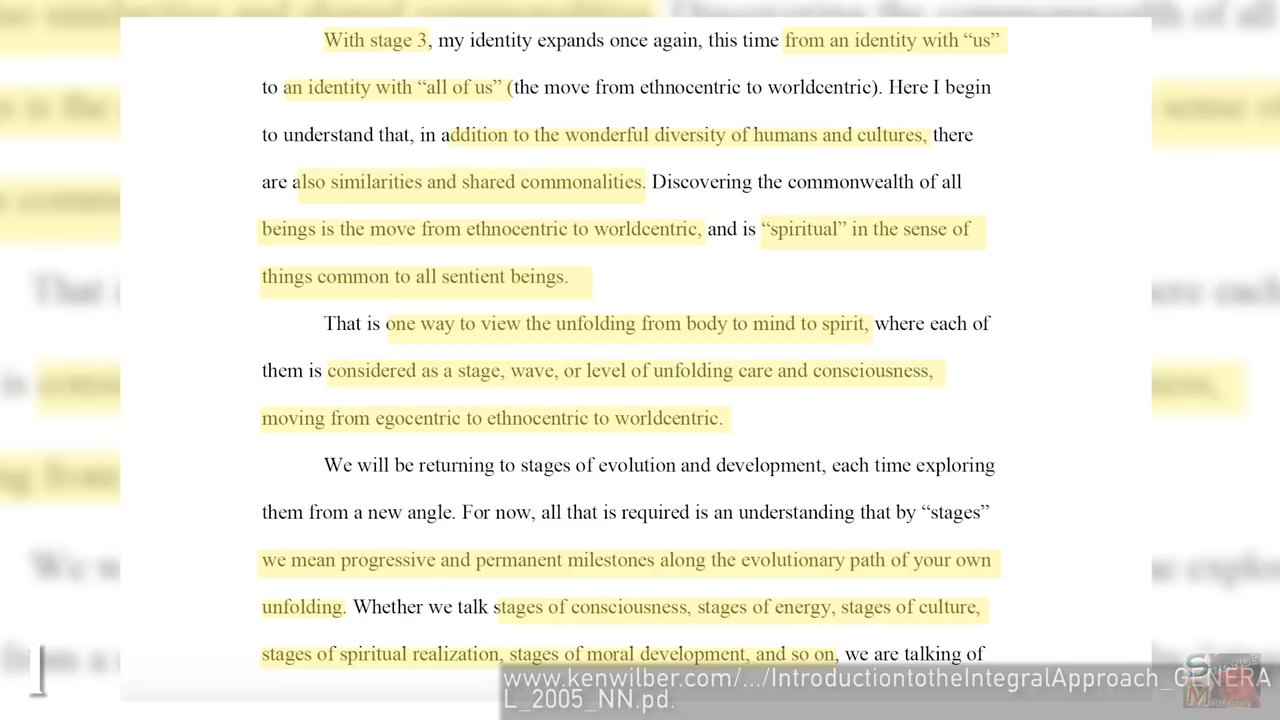 With stage 3, my identity expands once again, this time from an identity with “us”
to an identity with “all of us” (the move from ethnocentric to worldcentric). Here I begin
to understand that, in addition to the wonderful diversity of humans and cultures, there
are also similarities and shared commonalities. Discovering the commonwealth of all
beings is the move from ethnocentric to worldcentric, and is “spiritual” in the sense of
things common to all sentient beings.
That is one way to view the unfolding from body to mind to spirit, where each of
them is considered as a stage, wave, or level of unfolding care and consciousness,
moving from egocentric to ethnocentric to worldcentric.
We will be returning to stages of evolution and development, each time exploring
them from a new angle. For now, all that is required is an understanding that by “stages”
we mean progressive and permanent milestones along the evolutionary path of your own
unfolding. Whether we talk stages of consciousness, stages of energy, stages of culture,
stages of spiritual realization, stages of moral development, and so on, we are talking of
www.kenwilber.com/.../IntroductiontotheIntegralApproach_GENERA
L_2005_NN.pd.